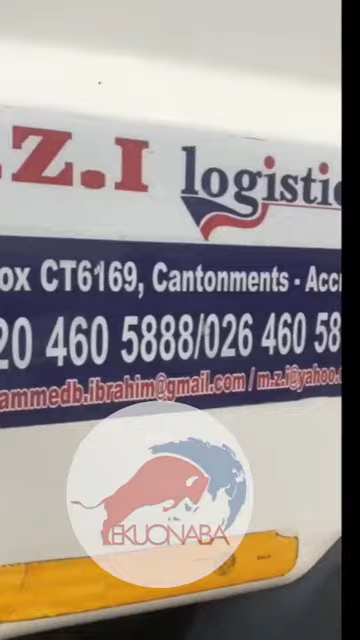 .z.i logistic
ox CT6169, Cantonments - Acc
20 460 5888/026 460 58
ammedb.ibrahim@gmail.com / m.z.i@yahoo.
EKUONABA